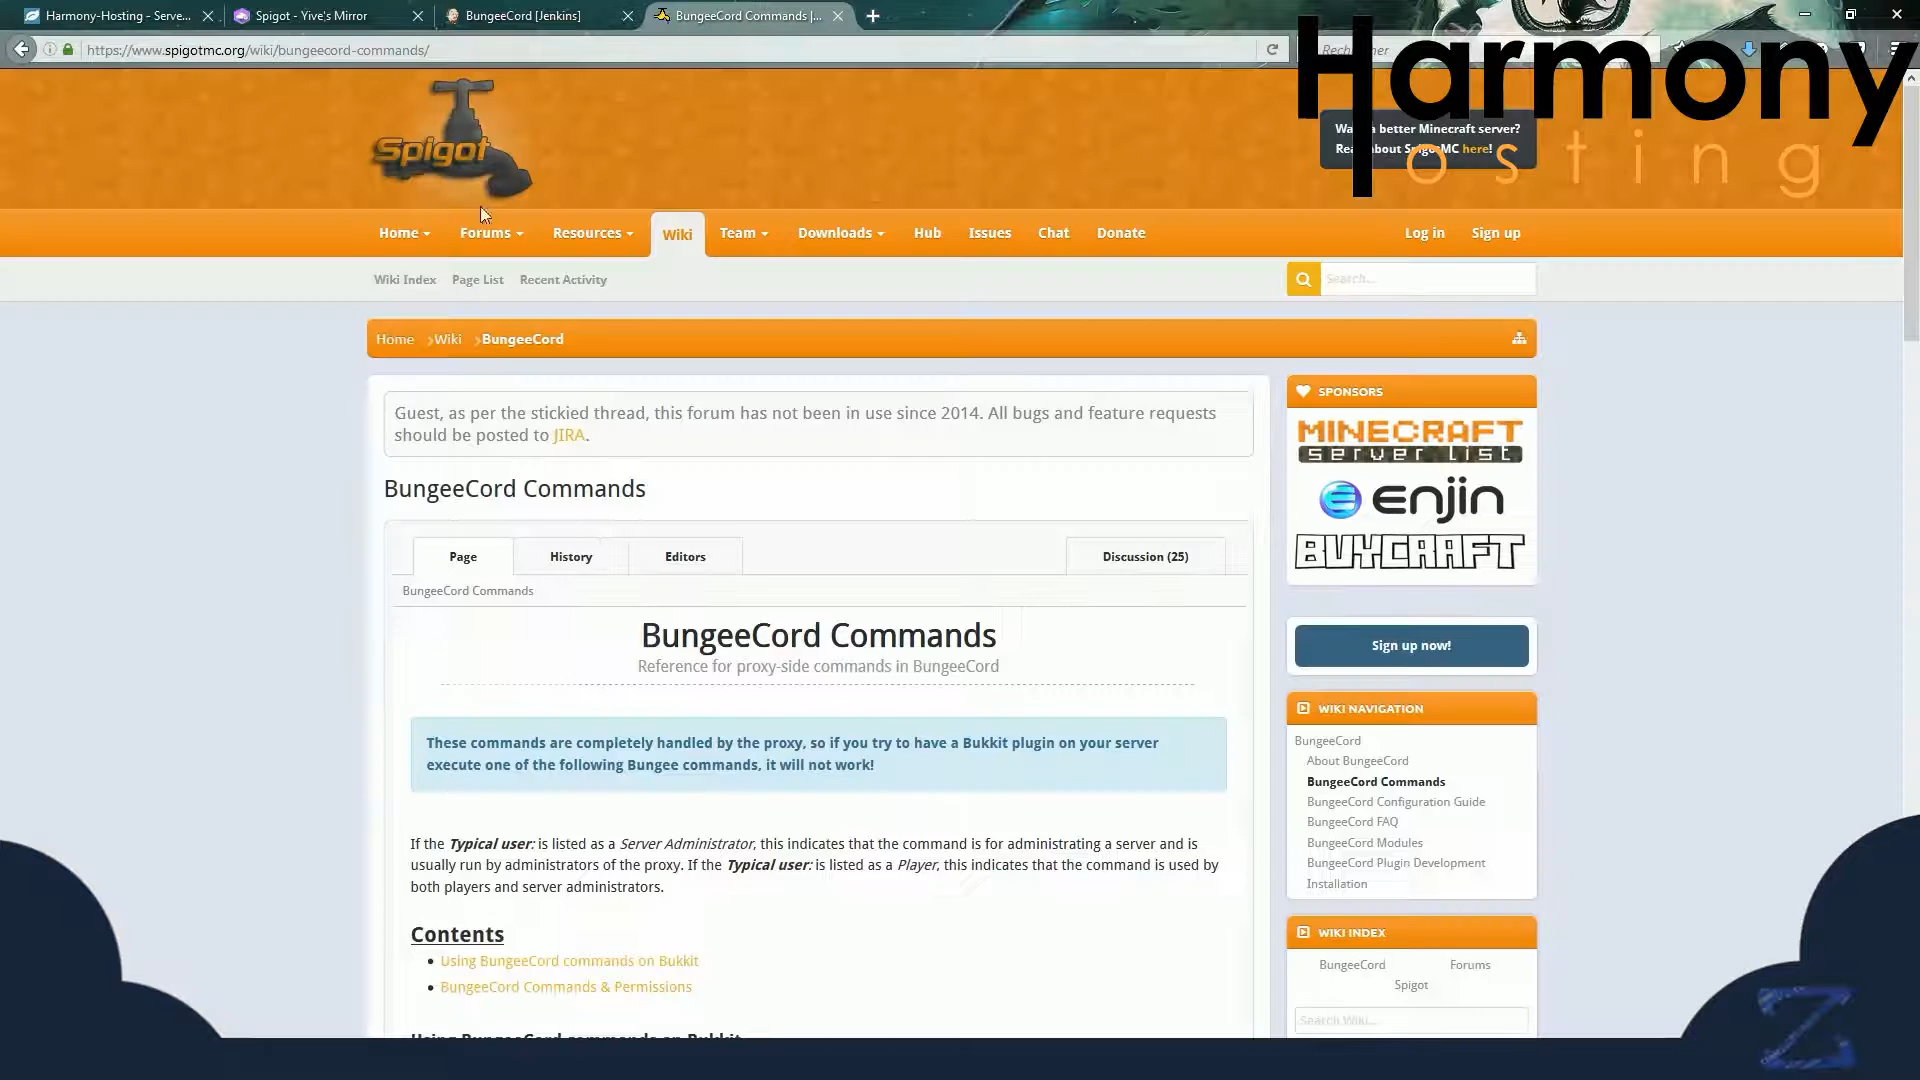 Harmony-Hosting - Serve...
Spigot - Yive's Mirror
BungeeCord [Jenkins]
BungeeCord Commands |...
https://www.spigotmc.org/wiki/bungeecord-commands/
Harmony
osting
Spigot
a better Minecraft server?
about SpigotMC here!
Home
Forums
Resources
Wiki
Team
Downloads
Hub
Issues
Chat
Donate
Log in
Sign up
Wiki Index
Page List
Recent Activity
Search...
Home
Wiki
BungeeCord
Guest, as per the stickied thread, this forum has not been in use since 2014. All bugs and feature requests
should be posted to JIRA.
BungeeCord Commands
Page
History
Editors
Discussion (25)
BungeeCord Commands
BungeeCord Commands
Reference for proxy-side commands in BungeeCord
These commands are completely handled by the proxy, so if you try to have a Bukkit plugin on your server
execute one of the following Bungee commands, it will not work!
If the Typical user: is listed as a Server Administrator, this indicates that the command is for administrating a server and is
usually run by administrators of the proxy. If the Typical user: is listed as a Player, this indicates that the command is used by
both players and server administrators.
Contents
Using BungeeCord commands on Bukkit
BungeeCord Commands & Permissions
Using BungeeCord commands on Bukkit
SPONSORS
MINECRAFT
server list
enjin
BUYCRAFT
Sign up now!
WIKI NAVIGATION
BungeeCord
About BungeeCord
BungeeCord Commands
BungeeCord Configuration Guide
BungeeCord FAQ
BungeeCord Modules
BungeeCord Plugin Development
Installation
WIKI INDEX
BungeeCord
Forums
Spigot
Search Wiki...
Z